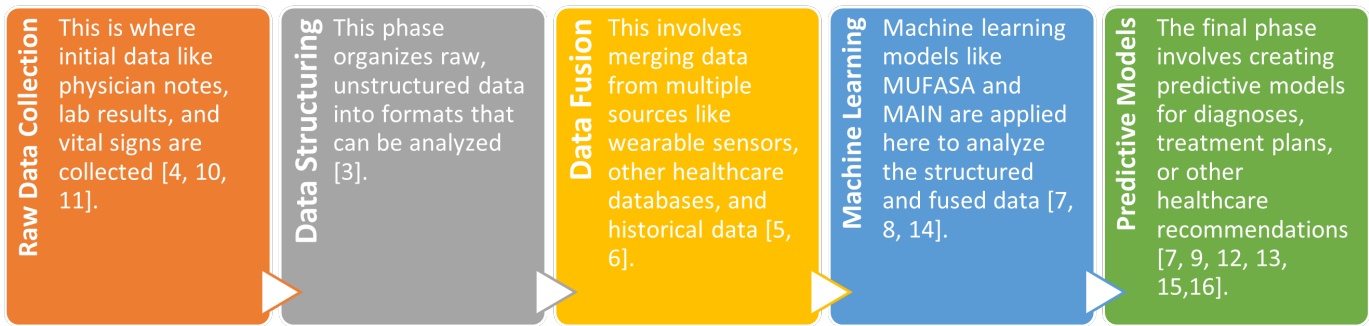 Raw Data Collection
This is where
initial data like
physician notes,
lab results, and
vital signs are
collected [4, 10,
11].
Data Structuring
This phase
organizes raw,
unstructured data
into formats that
can be analyzed
[3].
Data Fusion
This involves
merging data
from multiple
sources like
wearable sensors,
other healthcare
databases, and
historical data [5,
6].
Machine Learning
Machine learning
models like
MUFASA and
MAIN are applied
here to analyze
the structured
and fused data [7,
8, 14].
Predictive Models
The final phase
involves creating
predictive models
for diagnoses,
treatment plans,
or other
healthcare
recommendations
[7, 9, 12, 13,
15,16].